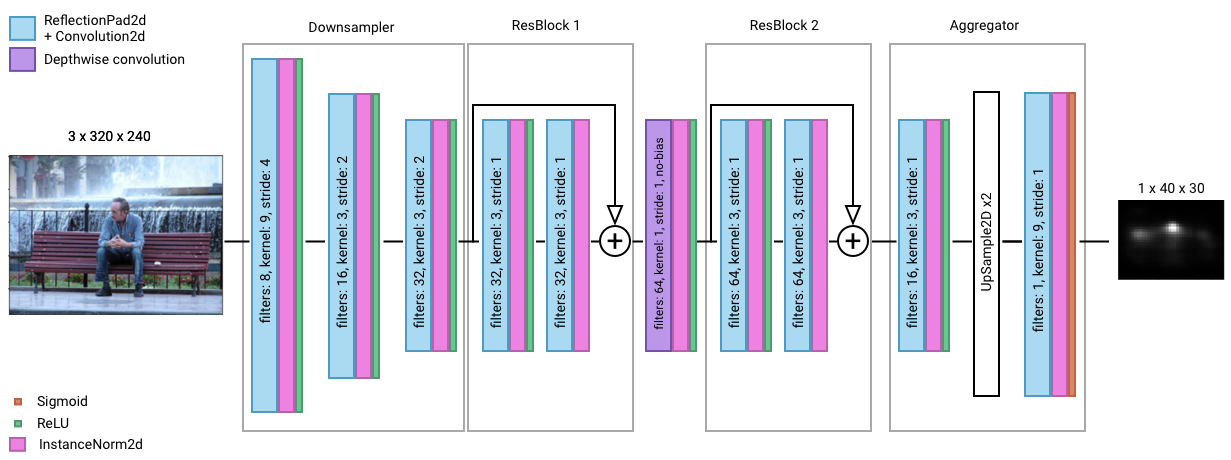 ReflectionPad2d
+ Convolution2d
Depthwise convolution
Downsampler
ResBlock 1
ResBlock 2
Aggregator
3 x 320 x 240
filters: 8, kernel: 9, stride: 4
filters: 16, kernel: 3, stride: 2
filters: 32, kernel: 3, stride: 2
filters: 32, kernel: 3, stride: 1
filters: 32, kernel: 3, stride: 1
+
filters: 64, kernel: 1, stride: 1, no-bias
filters: 64, kernel: 3, stride: 1
filters: 64, kernel: 3, stride: 1
+
filters: 16, kernel: 3, stride: 1
UpSample2D x2
filters: 1, kernel: 9, stride: 1
1 x 40 x 30
Sigmoid
ReLU
InstanceNorm2d